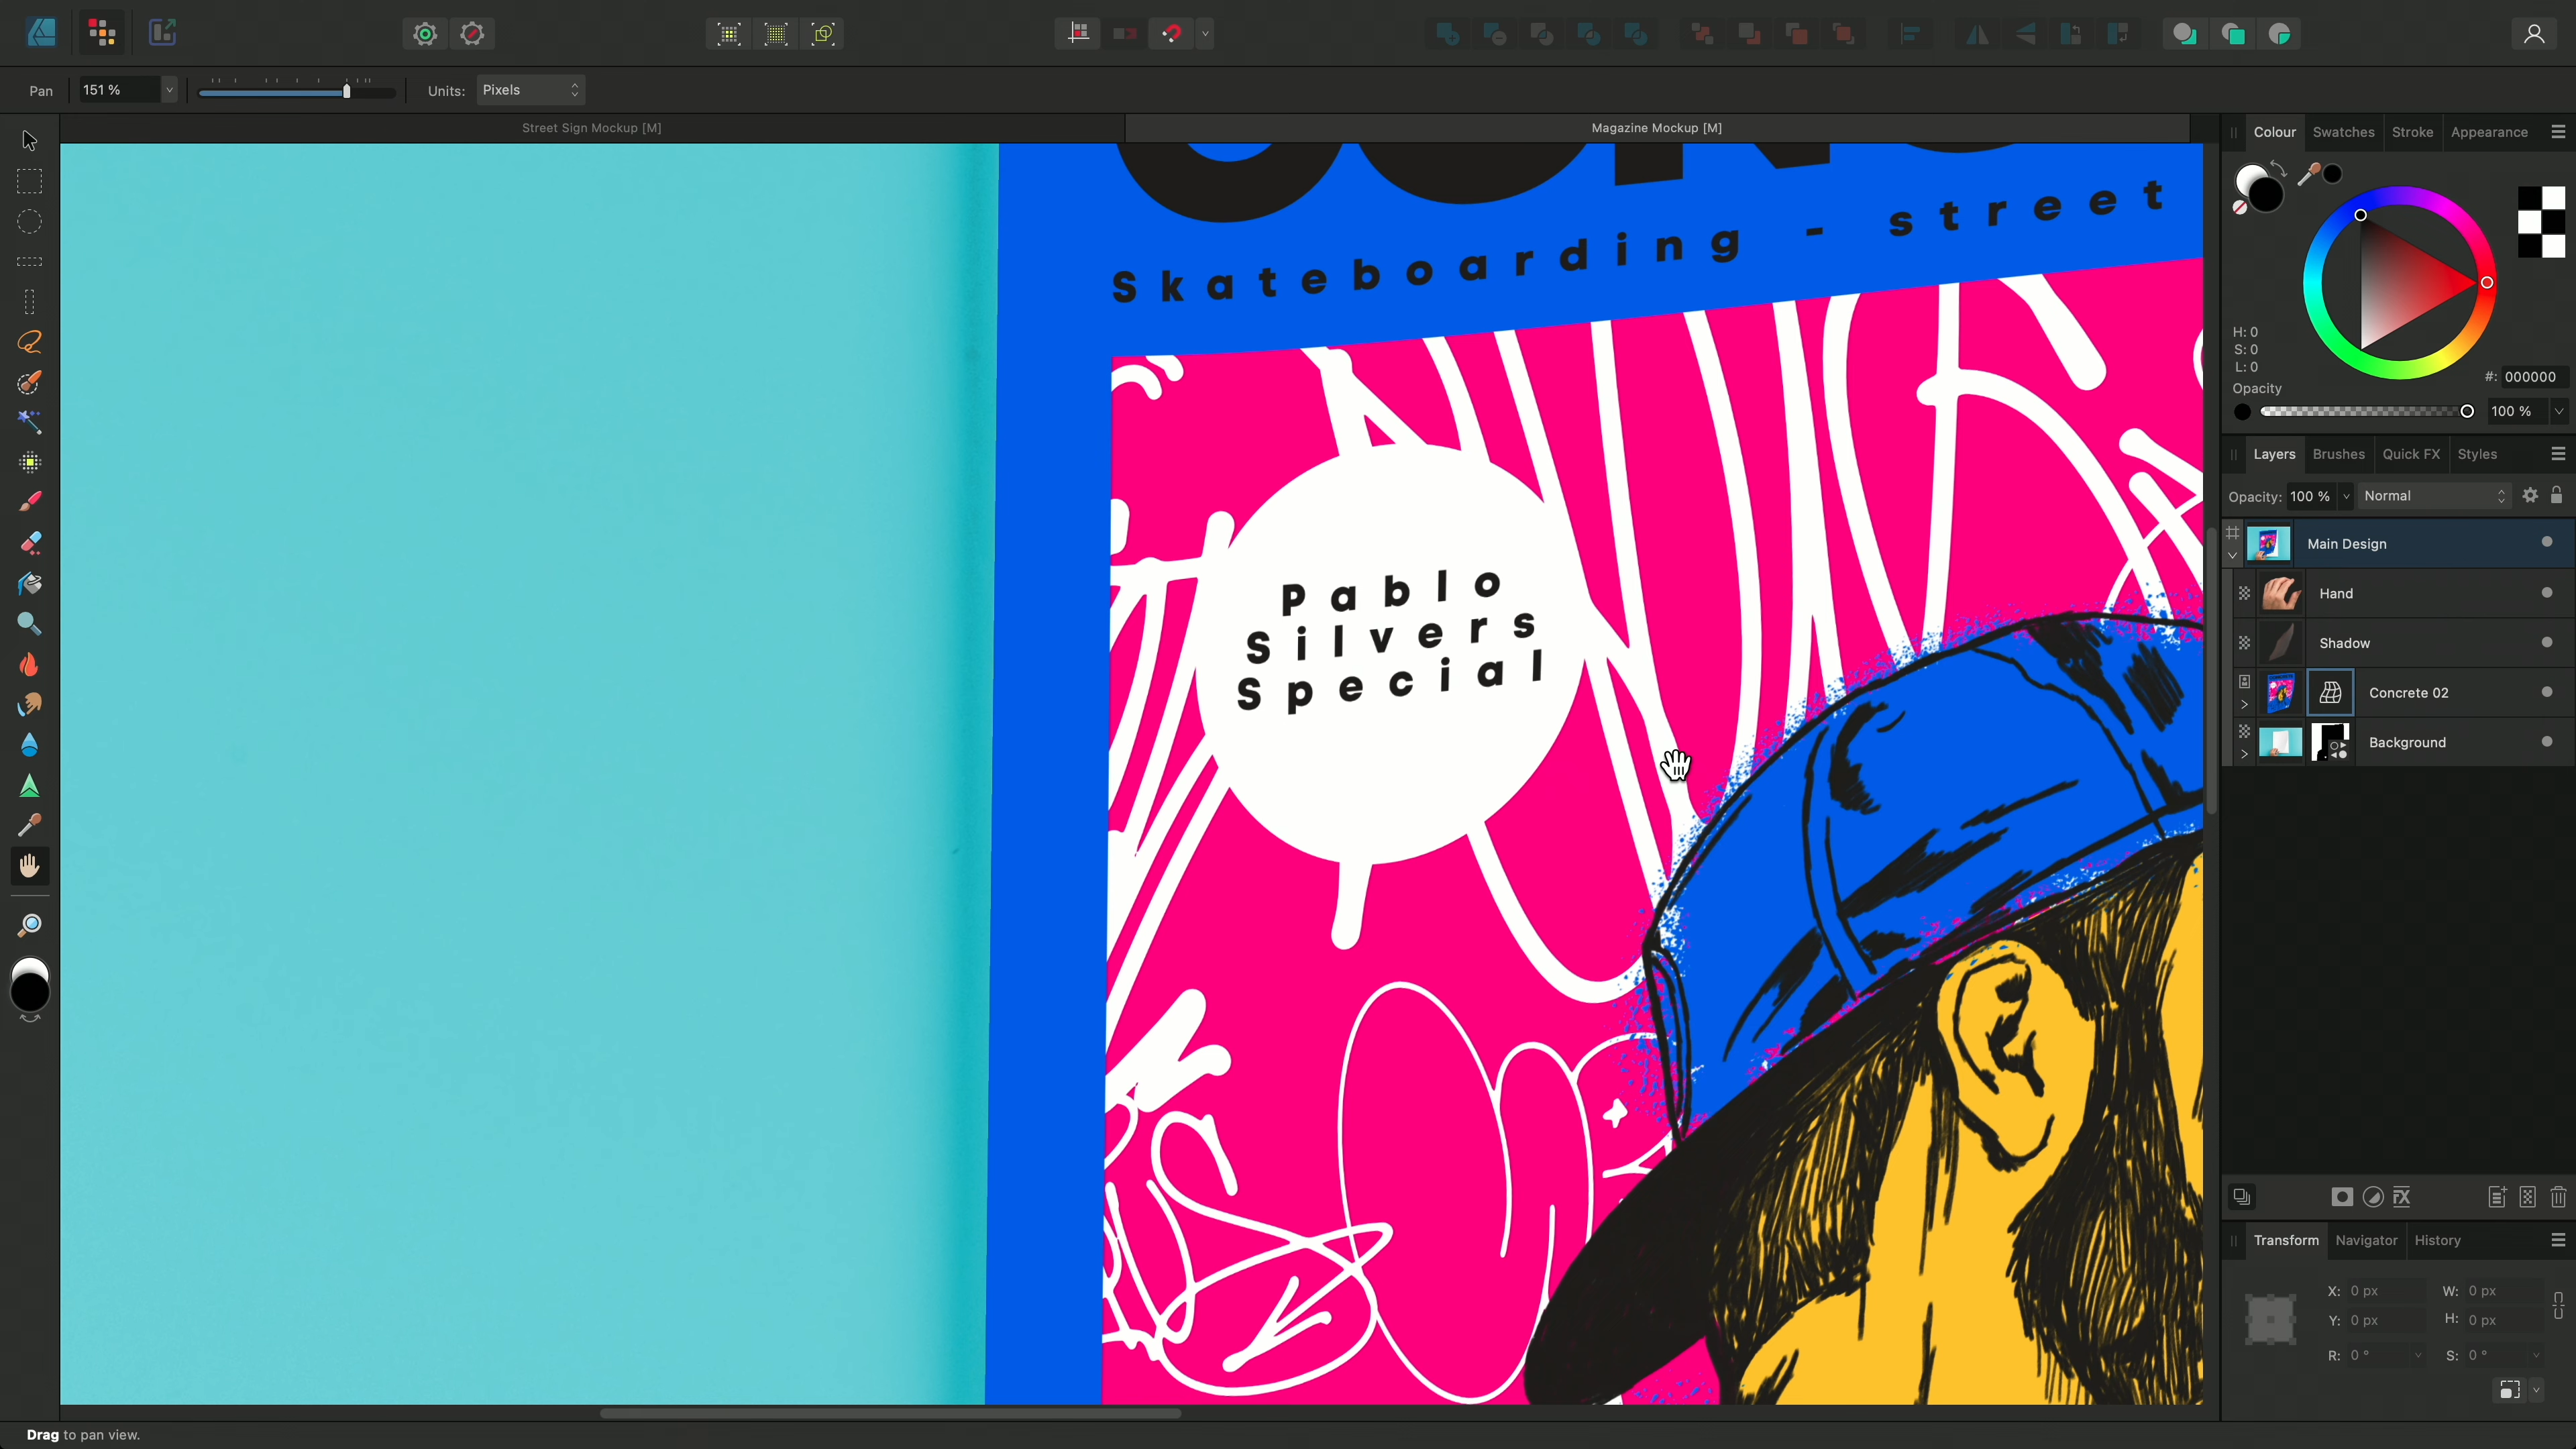 Pan
151 %
Units:
Pixels
Street Sign Mockup [M]
Magazine Mockup [M]
Skateboarding - street
Pablo
Silvers
Special
Colour
Swatches
Stroke
Appearance
H: 0
S: 0
L: 0
#: 000000
Opacity
100 %
Layers
Brushes
Quick FX
Styles
Opacity: 100 %
Normal
Main Design
Hand
Shadow
Concrete 02
Background
FX
Transform
Navigator
History
X: 0 px
W: 0 px
Y: 0 px
H: 0 px
R: 0 °
S: 0 °
Drag to pan view.